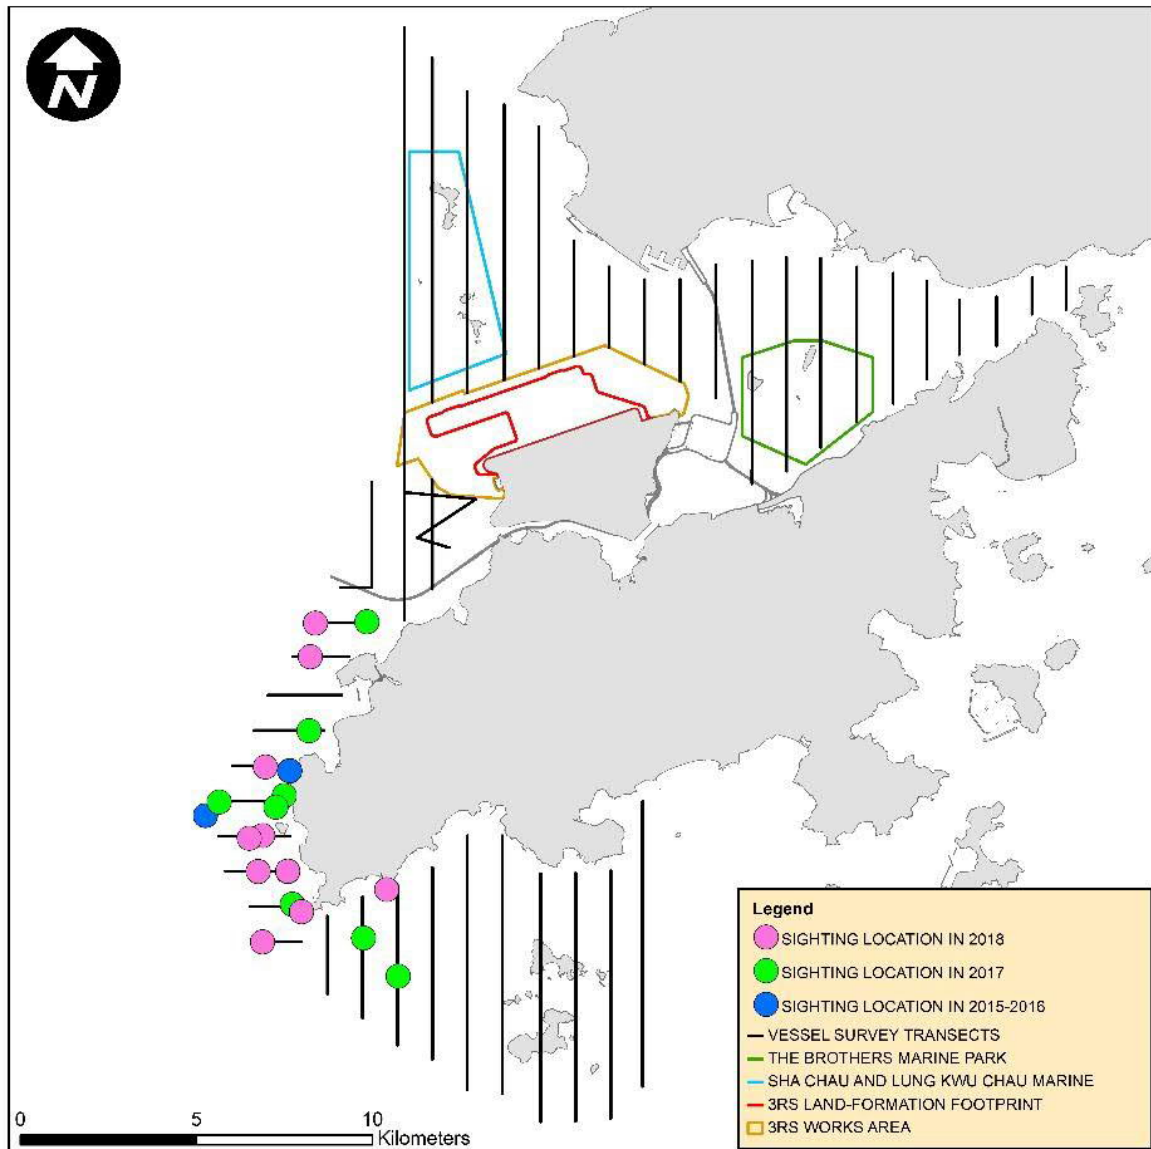 N
Legend
SIGHTING LOCATION IN 2018
SIGHTING LOCATION IN 2017
SIGHTING LOCATION IN 2015-2016
VESSEL SURVEY TRANSECTS
THE BROTHERS MARINE PARK
SHA CHAU AND LUNG KWU CHAU MARINE
3RS LAND-FORMATION FOOTPRINT
3RS WORKS AREA
0 5 10
Kilometers